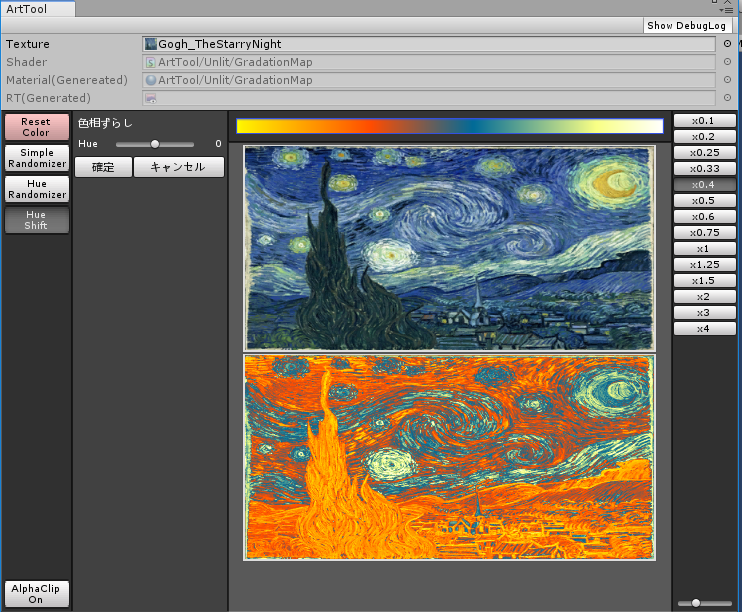 ArtTool
Show DebugLog
Texture
Gogh_TheStarryNight
Shader
ArtTool/Unlit/GradationMap
Material(Genereated)
ArtTool/Unlit/GradationMap
RT(Generated)
Reset
Color
Simple
Randomizer
Hue
Randomizer
Hue
Shift
AlphaClip
On
色相ずらし
Hue
0
確定
キャンセル
x0.1
x0.2
x0.25
x0.33
x0.4
x0.5
x0.6
x0.75
x1
x1.25
x1.5
x2
x3
x4